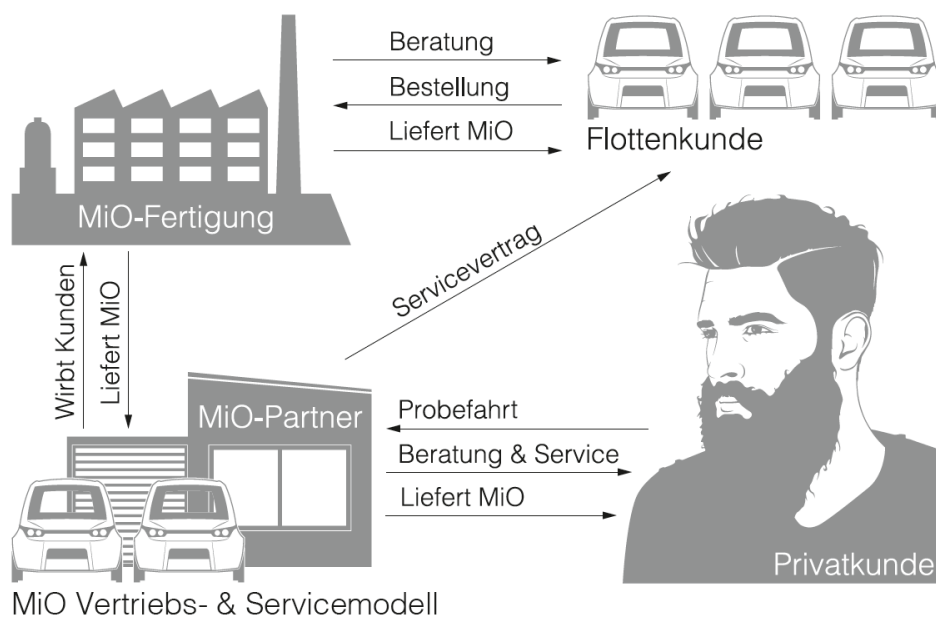 Beratung
Bestellung
Liefert MiO
Flottenkunde
MiO-Fertigung
Servicevertrag
Wirbt Kunden
Liefert MiO
MiO-Partner
Probefahrt
Beratung & Service
Liefert MiO
Privatkunde
MiO Vertriebs- & Servicemodell